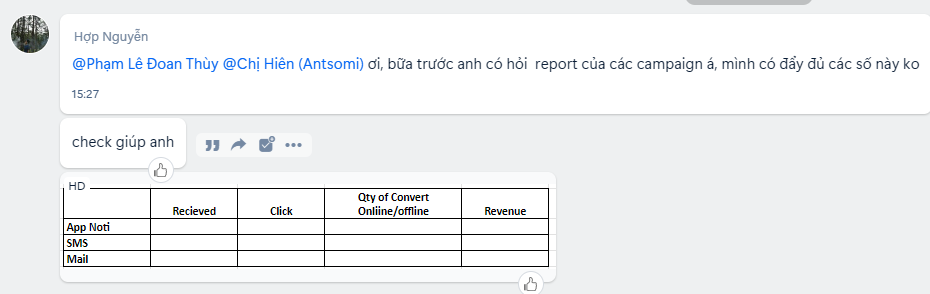 Hợp Nguyễn
@Phạm Lê Đoan Thùy @Chị Hiên (Antsomi) ơi, bữa trước anh có hỏi report của các campaign á, mình có đẩy đủ các số này ko
15:27
check giúp anh
HD
Recieved Click Qty of Convert Onliine/offline Revenue
App Noti
SMS
Mail